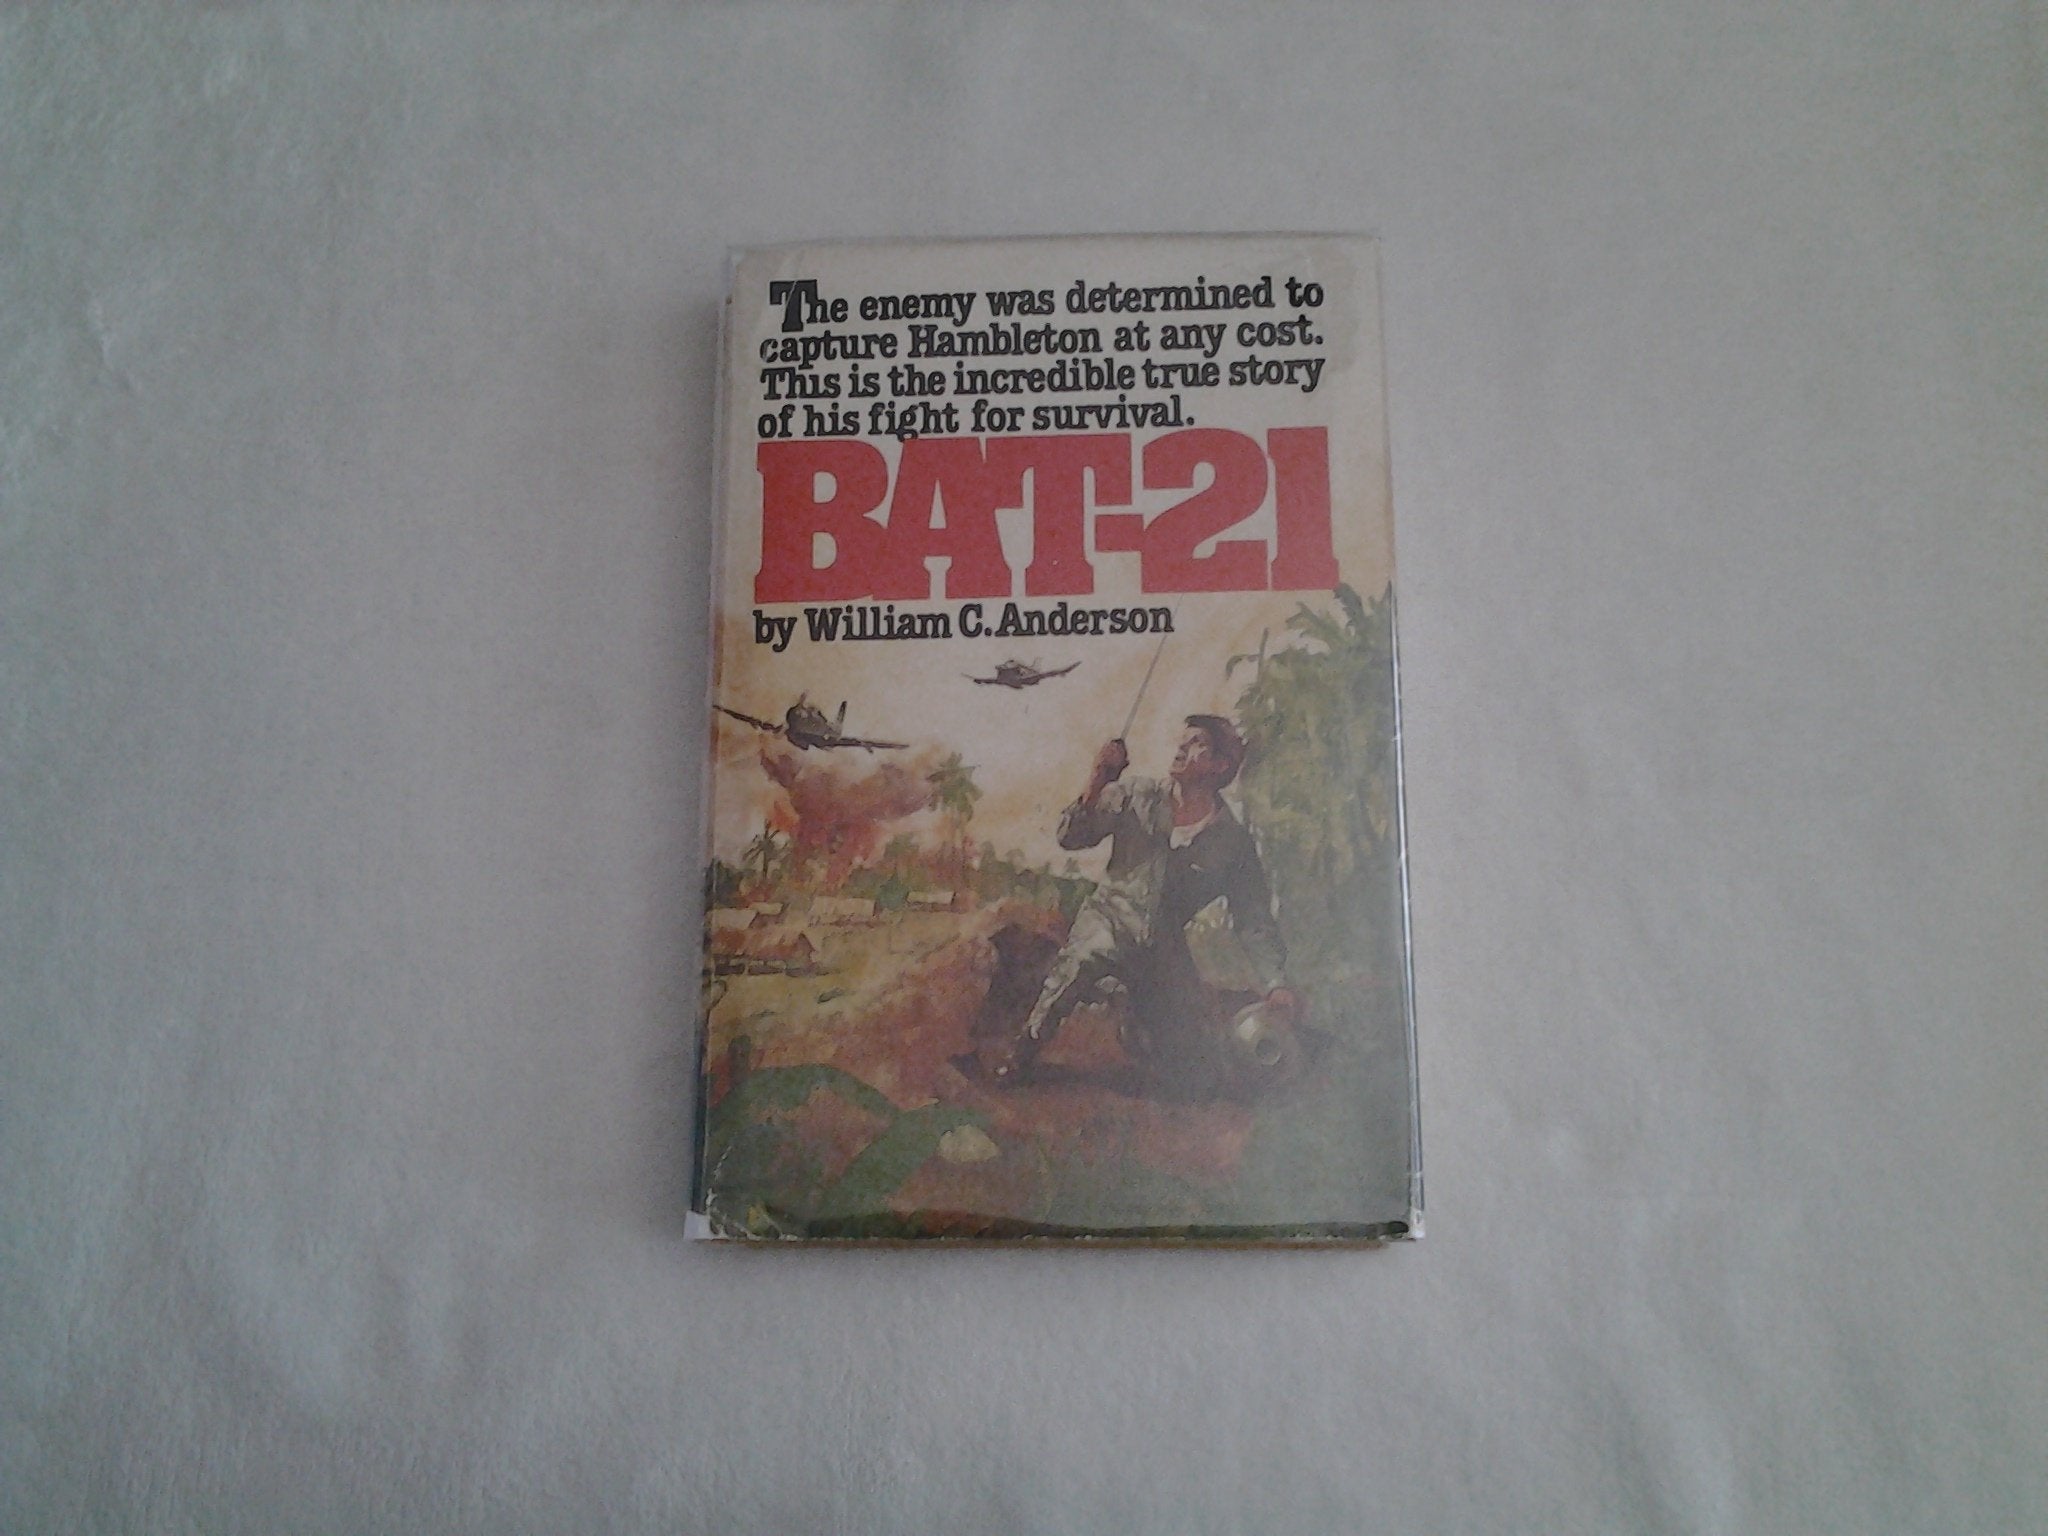 The enemy was determined to
capture Hambleton at any cost.
This is the incredible true story
of his fight for survival.
BAT-21
by William C. Anderson